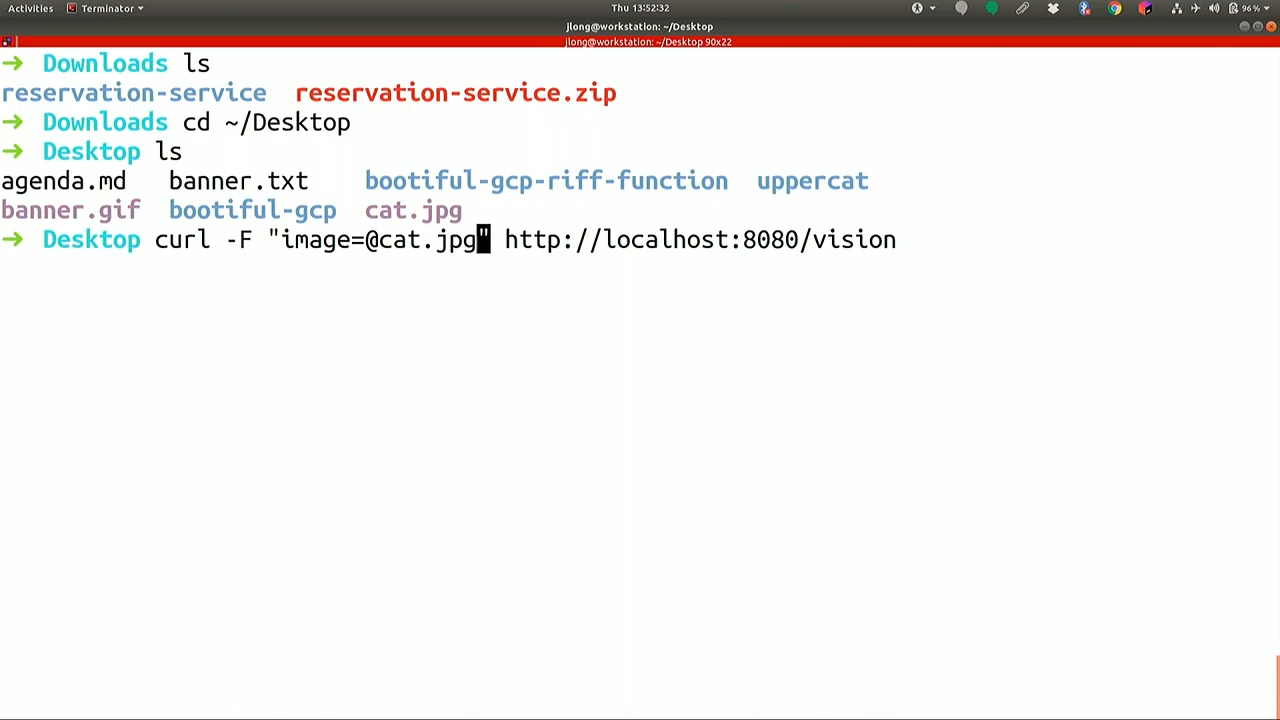 Activities Terminator Thu 13:52:32 96 %
jlong@workstation: ~/Desktop
jlong@workstation: ~/Desktop 90x22
➜ Downloads ls
reservation-service reservation-service.zip
➜ Downloads cd ~/Desktop
➜ Desktop ls
agenda.md banner.txt bootiful-gcp-riff-function uppercat
banner.gif bootiful-gcp cat.jpg
➜ Desktop curl -F "image=@cat.jpg" http://localhost:8080/vision